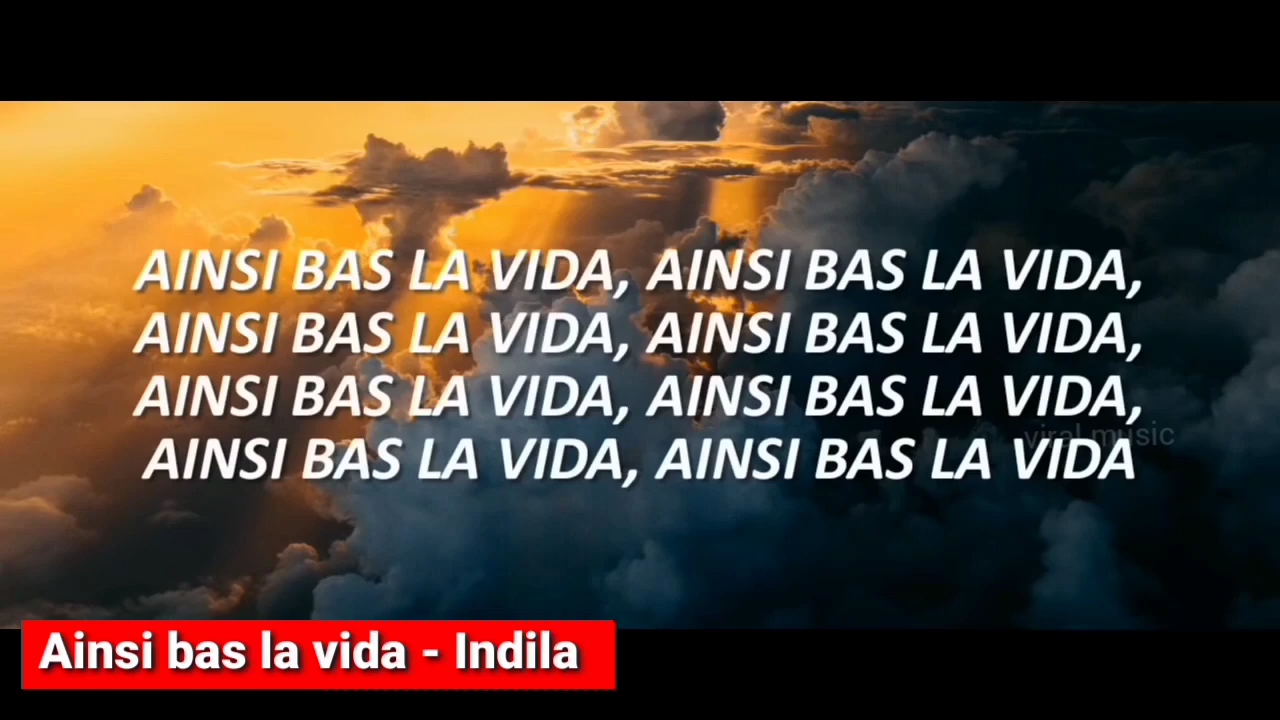 AINSI BAS LA VIDA, AINSI BAS LA VIDA,
AINSI BAS LA VIDA, AINSI BAS LA VIDA,
AINSI BAS LA VIDA, AINSI BAS LA VIDA,
viral music
AINSI BAS LA VIDA, AINSI BAS LA VIDA
Ainsi bas la vida - Indila